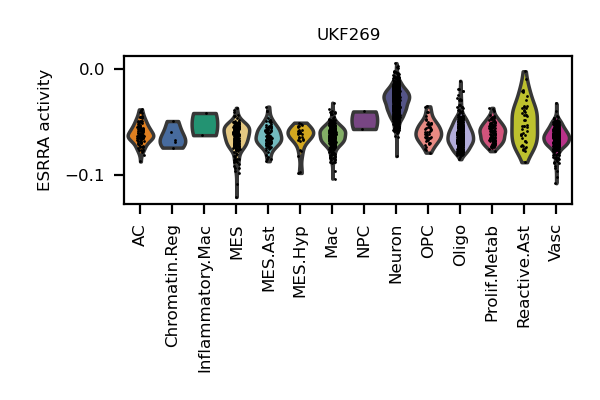 UKF269
ESRRA activity
0.0
−0.1
AC
Chromatin.Reg
Inflammatory.Mac
MES
MES.Ast
MES.Hyp
Mac
NPC
Neuron
OPC
Oligo
Prolif.Metab
Reactive.Ast
Vasc